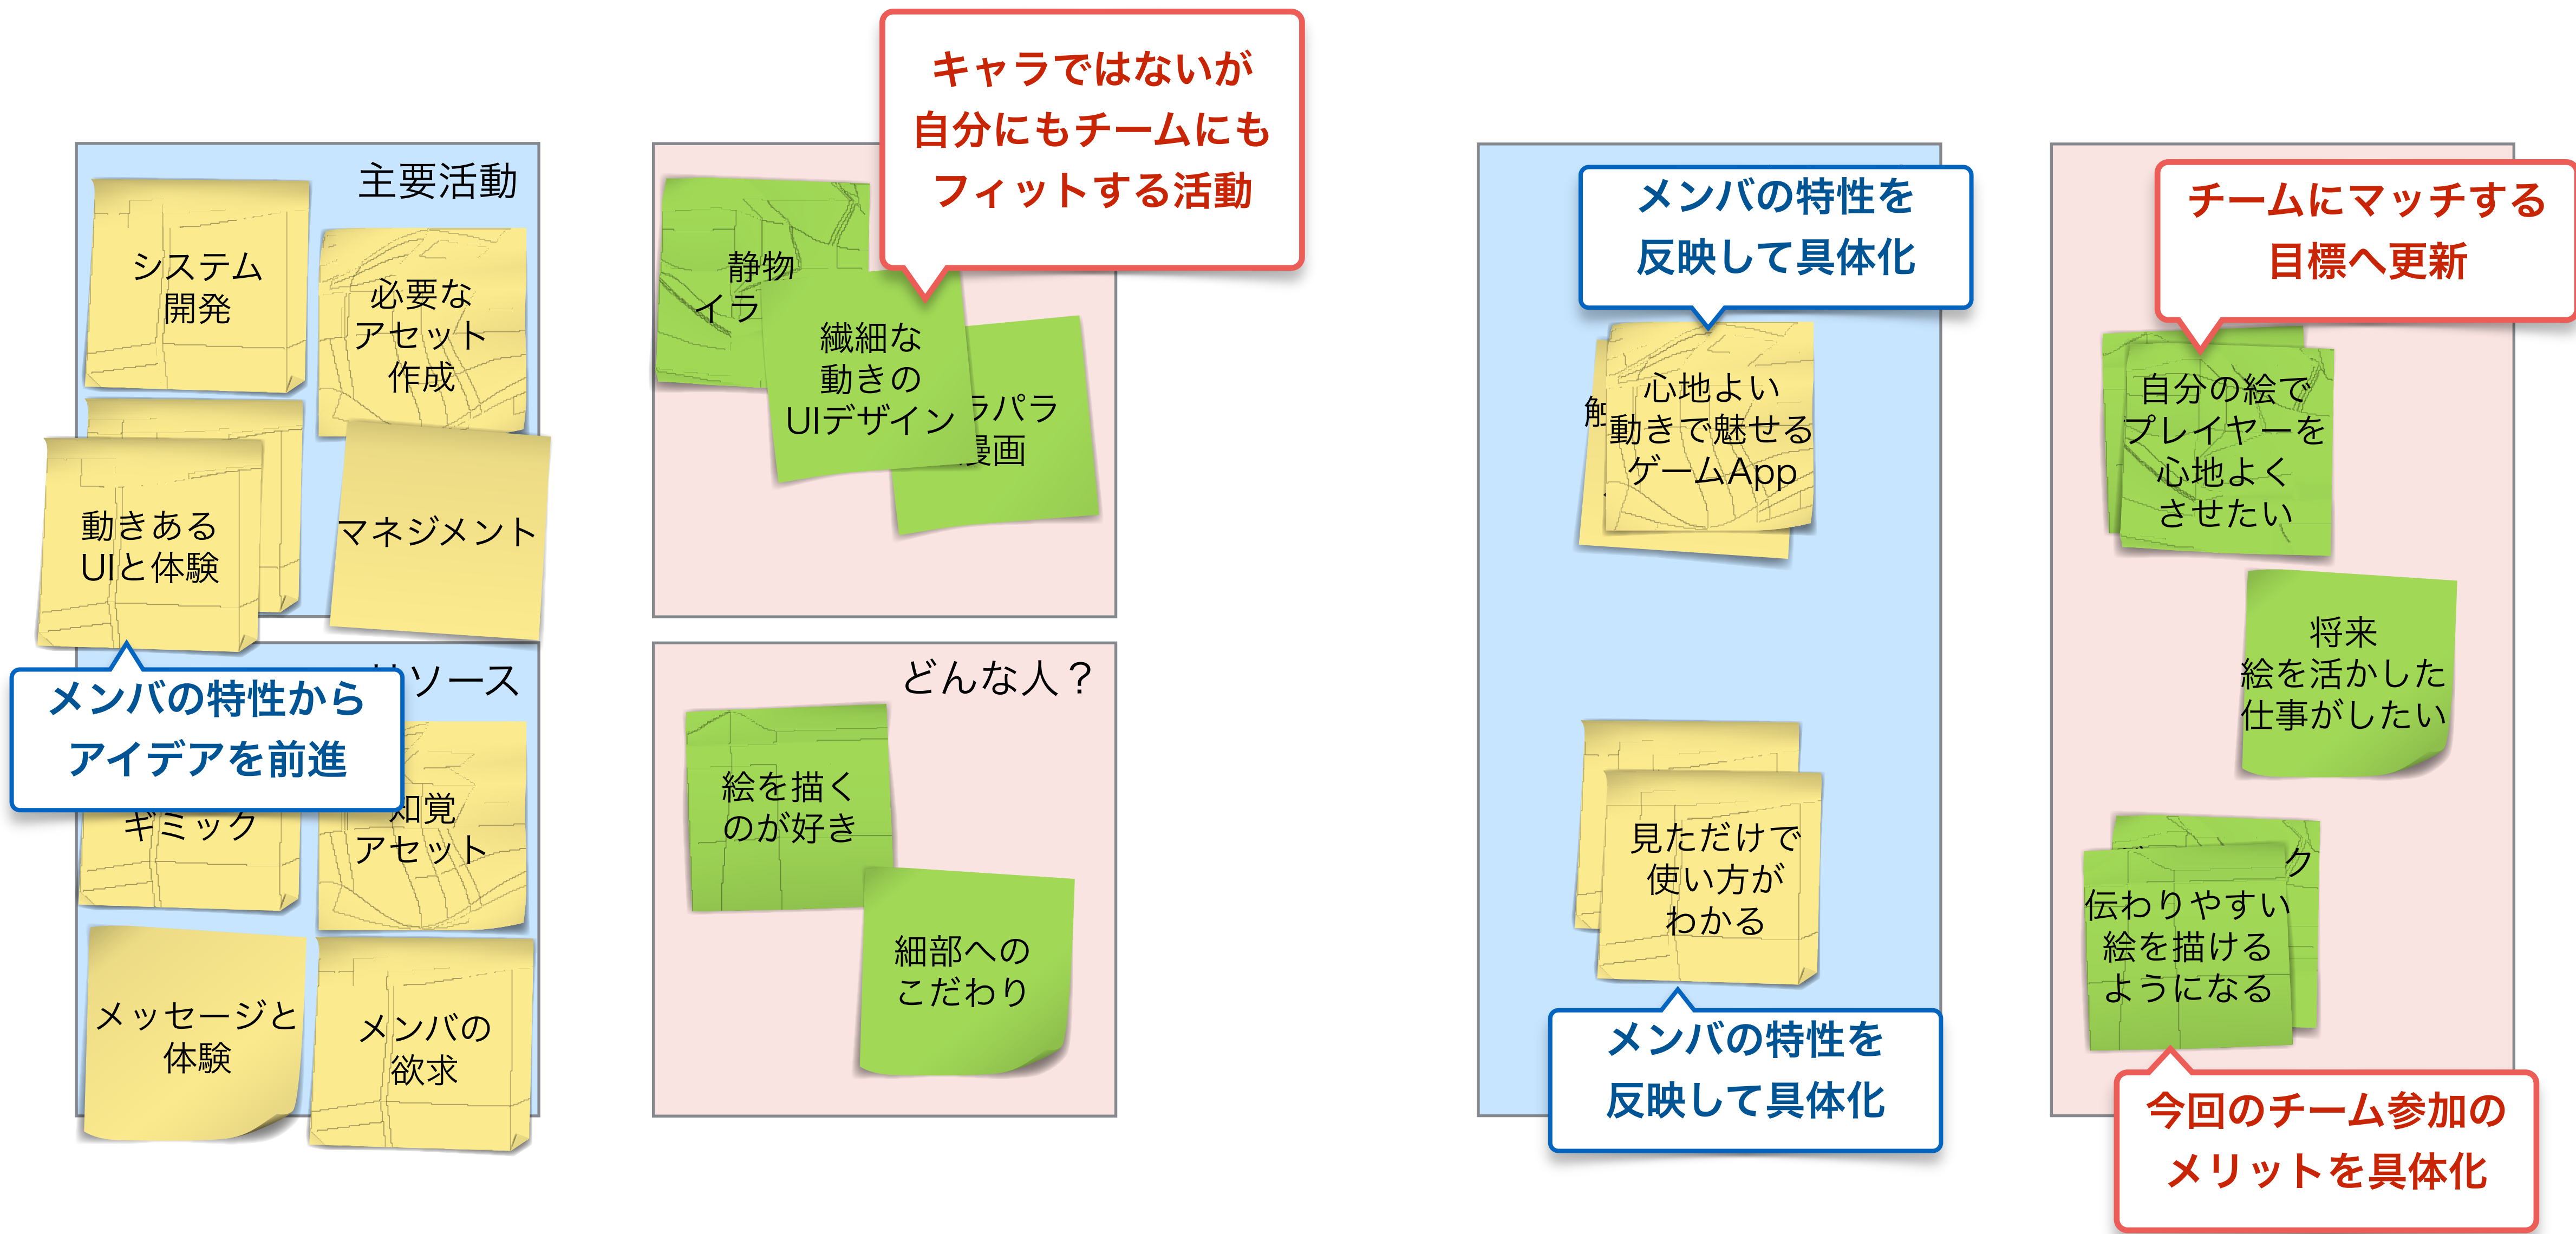 キャラではないが
自分にもチームにも
フィットする活動
主要活動
システム
開発
必要な
アセット
作成
動きある
UIと体験
マネジメント
メンバの特性から
アイデアを前進
ソース
ギミック
知覚
アセット
メッセージと
体験
メンバの
欲求
静物
イラ
繊細な
動きの
UIデザイン
ラパラ
漫画
どんな人？
絵を描く
のが好き
細部への
こだわり
メンバの特性を
反映して具体化
触
心地よい
動きで魅せる
ゲームApp
見ただけで
使い方が
わかる
メンバの特性を
反映して具体化
チームにマッチする
目標へ更新
自分の絵で
プレイヤーを
心地よく
させたい
将来
絵を活かした
仕事がしたい
ク
伝わりやすい
絵を描ける
ようになる
今回のチーム参加の
メリットを具体化